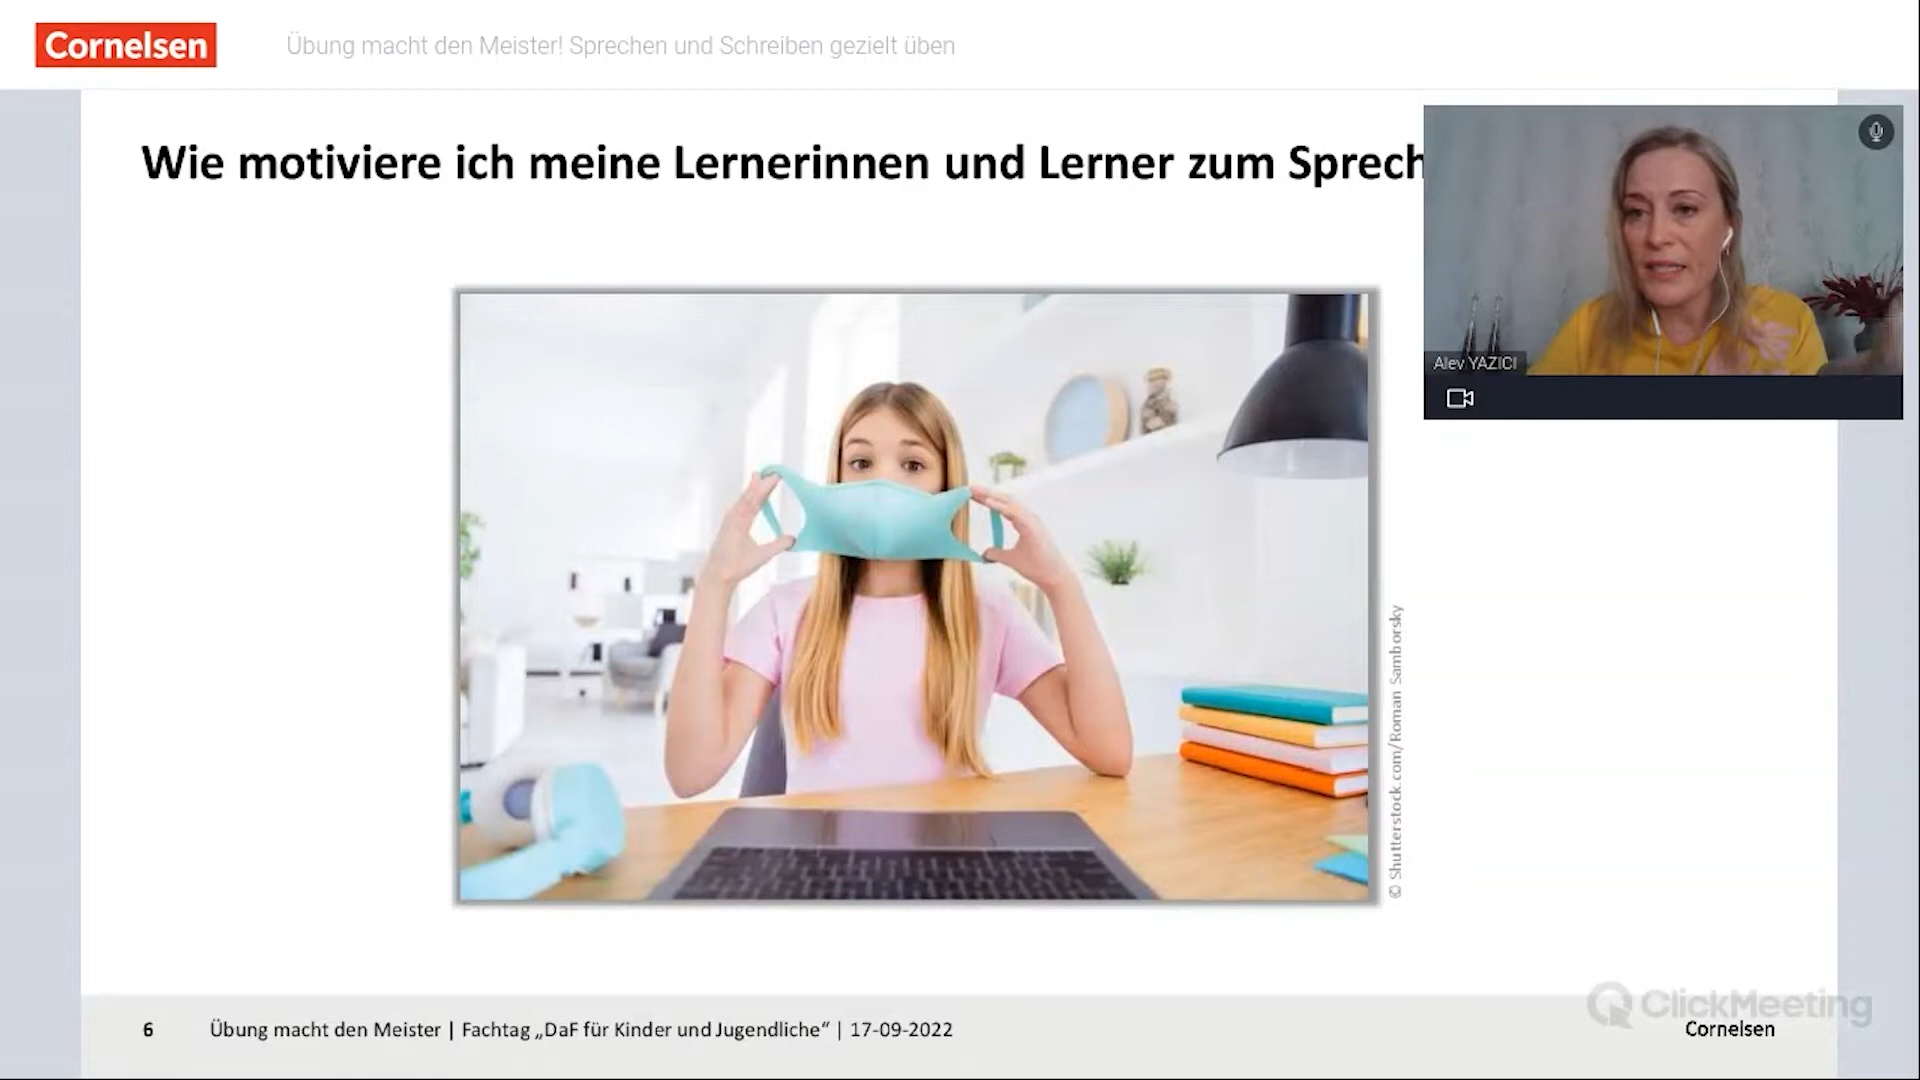 Cornelsen
Übung macht den Meister! Sprechen und Schreiben gezielt üben
Wie motiviere ich meine Lernerinnen und Lerner zum Sprech
Alev YAZICI
© Shutterstock.com/Roman Samborsky
ClickMeeting
6 Übung macht den Meister | Fachtag „DaF für Kinder und Jugendliche“ | 17-09-2022
Cornelsen